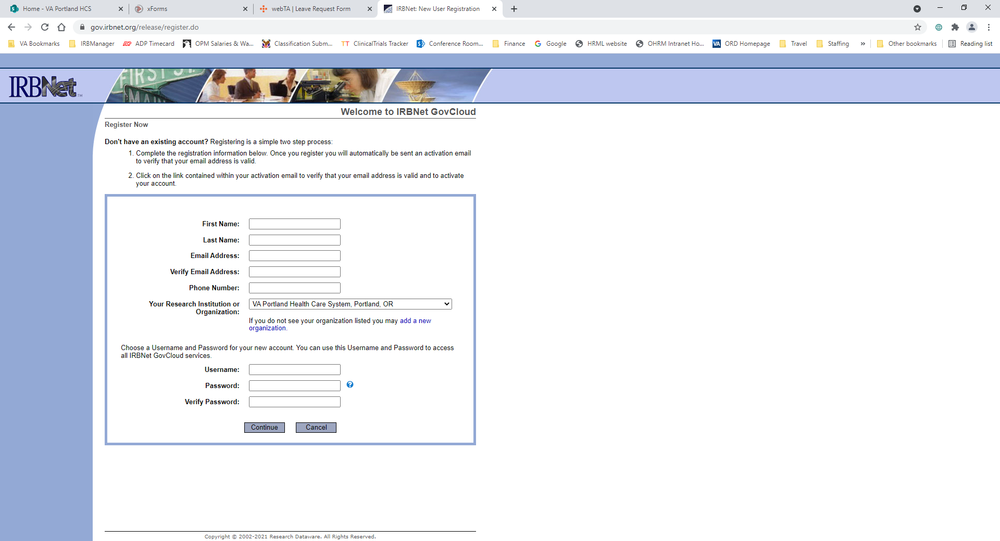 Home - VA Portland HCS
xForms
webTA | Leave Request Form
IRBNet: New User Registration
gov.irbnet.org/release/register.do
VA Bookmarks
IRBManager
ADP Timecard
OPM Salaries & Wa...
Classification Subm...
TT ClinicalTrials Tracker
Conference Room...
Finance
Google
HRML website
OHRM Intranet Ho...
VA ORD Homepage
Travel
Staffing
»
Other bookmarks
Reading list
IRBNet™
FIRST ST
MAIN
Welcome to IRBNet GovCloud
Register Now
Don't have an existing account? Registering is a simple two step process:
1. Complete the registration information below. Once you register you will automatically be sent an activation email
to verify that your email address is valid.
2. Click on the link contained within your activation email to verify that your email address is valid and to activate
your account.
First Name:
Last Name:
Email Address:
Verify Email Address:
Phone Number:
Your Research Institution or
Organization:
VA Portland Health Care System, Portland, OR
If you do not see your organization listed you may add a new
organization.
Choose a Username and Password for your new account. You can use this Username and Password to access
all IRBNet GovCloud services.
Username:
Password:
?
Verify Password:
Continue
Cancel
Copyright © 2002-2021 Research Dataware. All Rights Reserved.